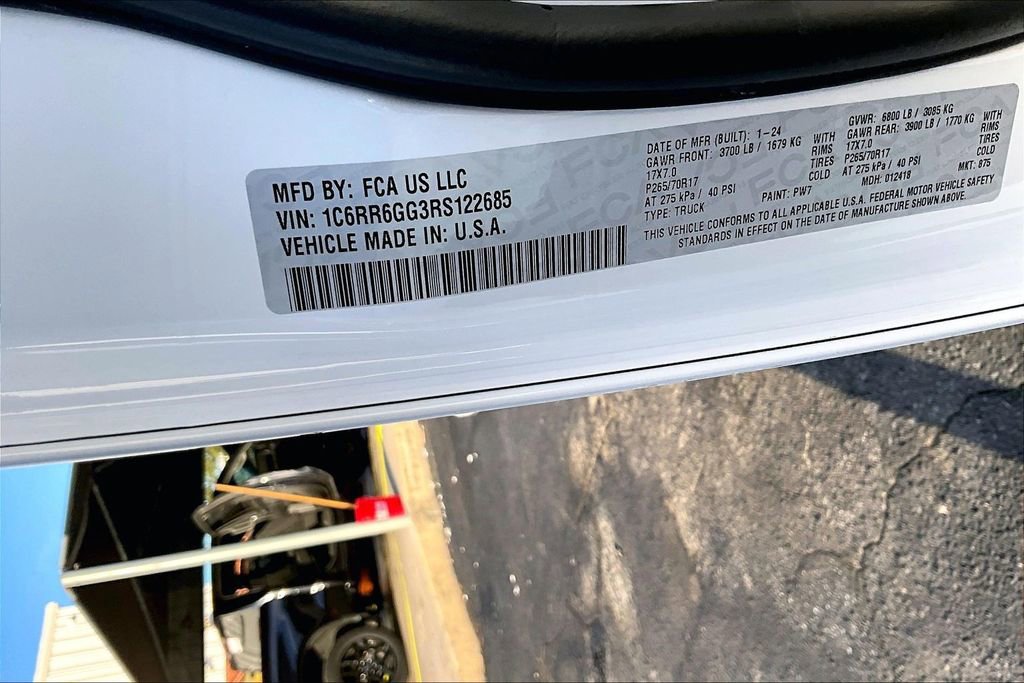 MFD BY: FCA US LLC
VIN: 1C6RR6GG3RS122685
VEHICLE MADE IN: U.S.A.
DATE OF MFR (BUILT): 1-24
GAWR FRONT: 3700 LB / 1679 KG WITH
17X7.0 RIMS
P265/70R17 TIRES
AT 275 kPa / 40 PSI COLD
TYPE: TRUCK
GVWR: 6800 LB / 3085 KG
GAWR REAR: 3900 LB / 1770 KG WITH
17X7.0 RIMS
P265/70R17 TIRES
AT 275 kPa / 40 PSI COLD
PAINT: PW7 MDH: 012418 MKT: 875
THIS VEHICLE CONFORMS TO ALL APPLICABLE U.S.A. FEDERAL MOTOR VEHICLE SAFETY
STANDARDS IN EFFECT ON THE DATE OF MANUFACTURE SHOWN ABOVE.